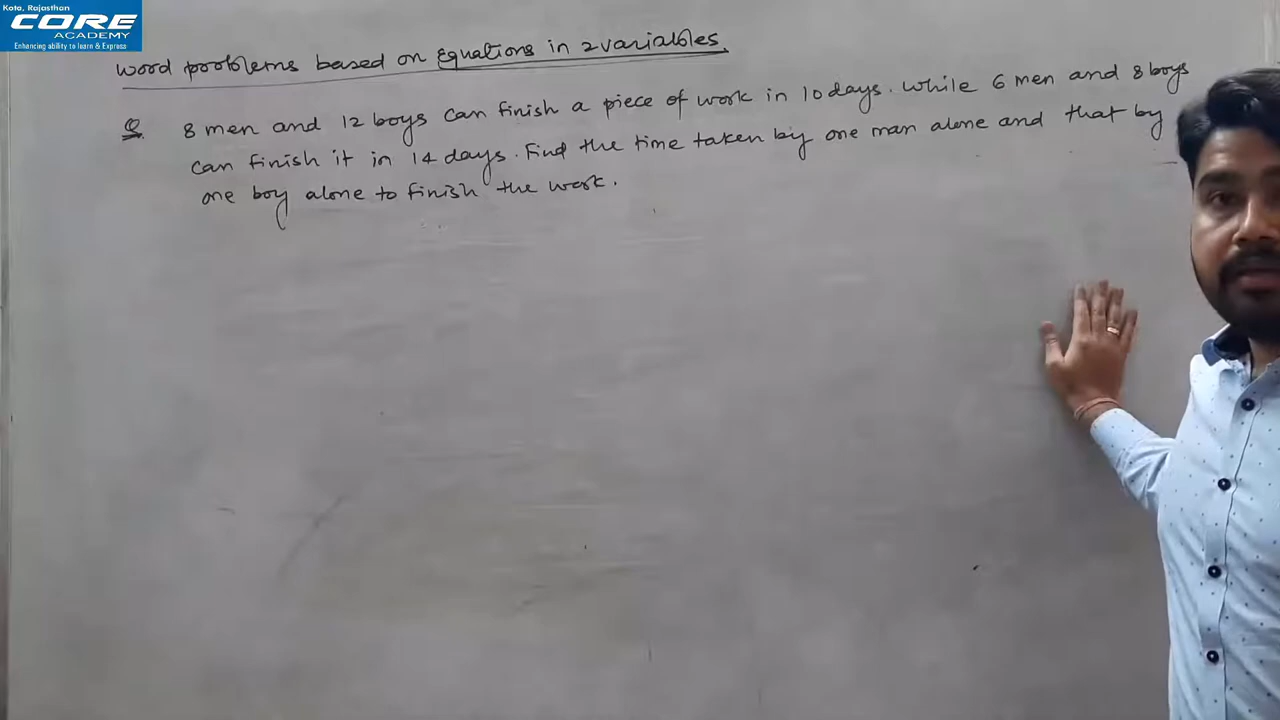 Kota, Rajasthan
CORE
ACADEMY
Enhancing ability to learn & Express
Word problems based on Equations in 2 variables.
Q. 8 men and 12 boys can finish a piece of work in 10 days. While 6 men and 8 boys
can finish it in 14 days. Find the time taken by one man alone and that by
one boy alone to finish the work.